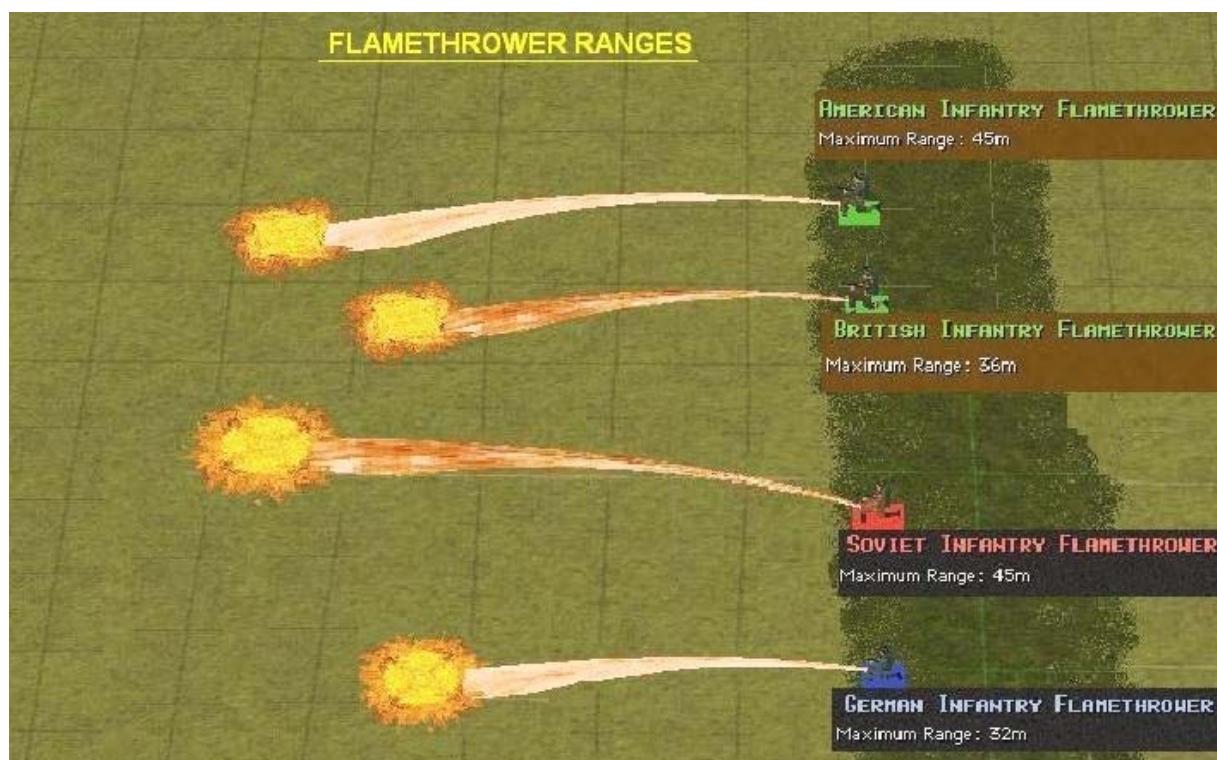 FLAMETHROWER RANGES
American Infantry Flamethrower
Maximum Range: 45m
British Infantry Flamethrower
Maximum Range: 36m
Soviet Infantry Flamethrower
Maximum Range: 45m
German Infantry Flamethrower
Maximum Range: 32m